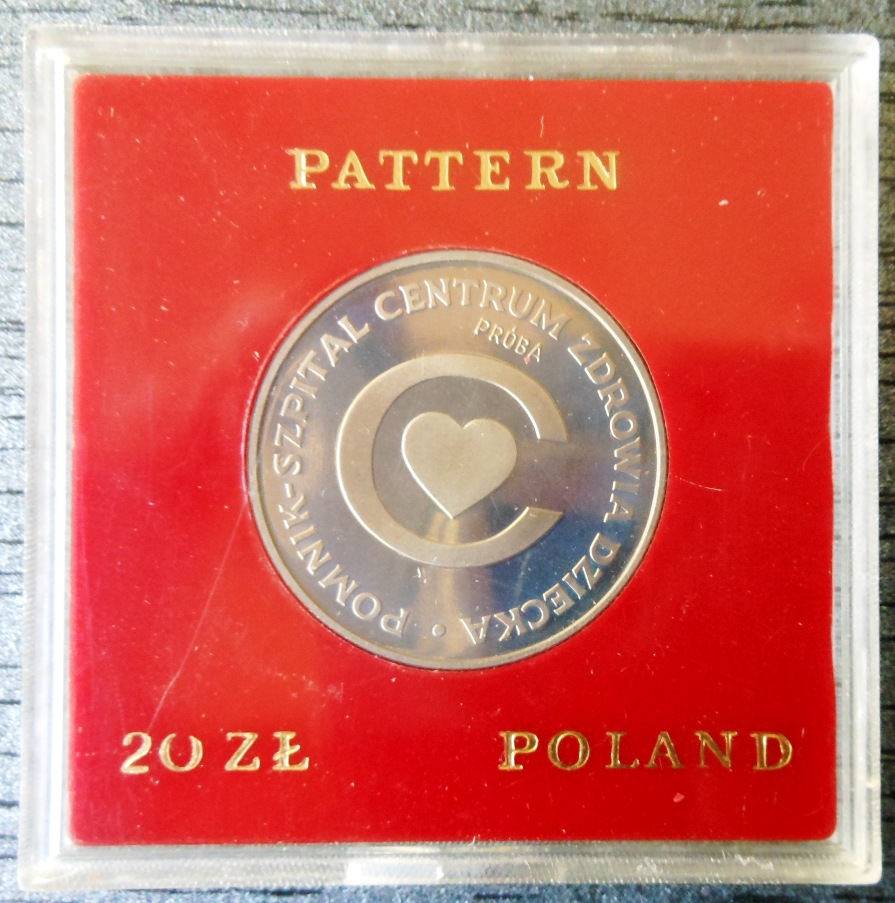 PATTERN
POMNIK-SZPITAL CENTRUM ZDROWIA DZIECKA •
PRÓBA
20 ZŁ POLAND